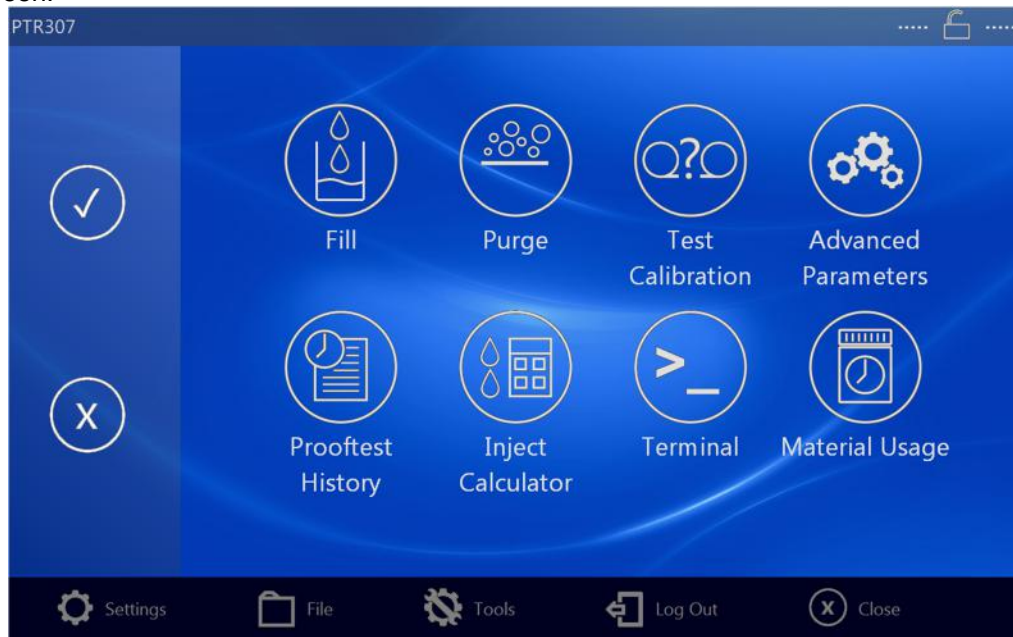 PTR307
Fill
Purge
Test
Calibration
Advanced
Parameters
Prooftest
History
Inject
Calculator
>_
Terminal
Material Usage
X
Settings
File
Tools
Log Out
X Close